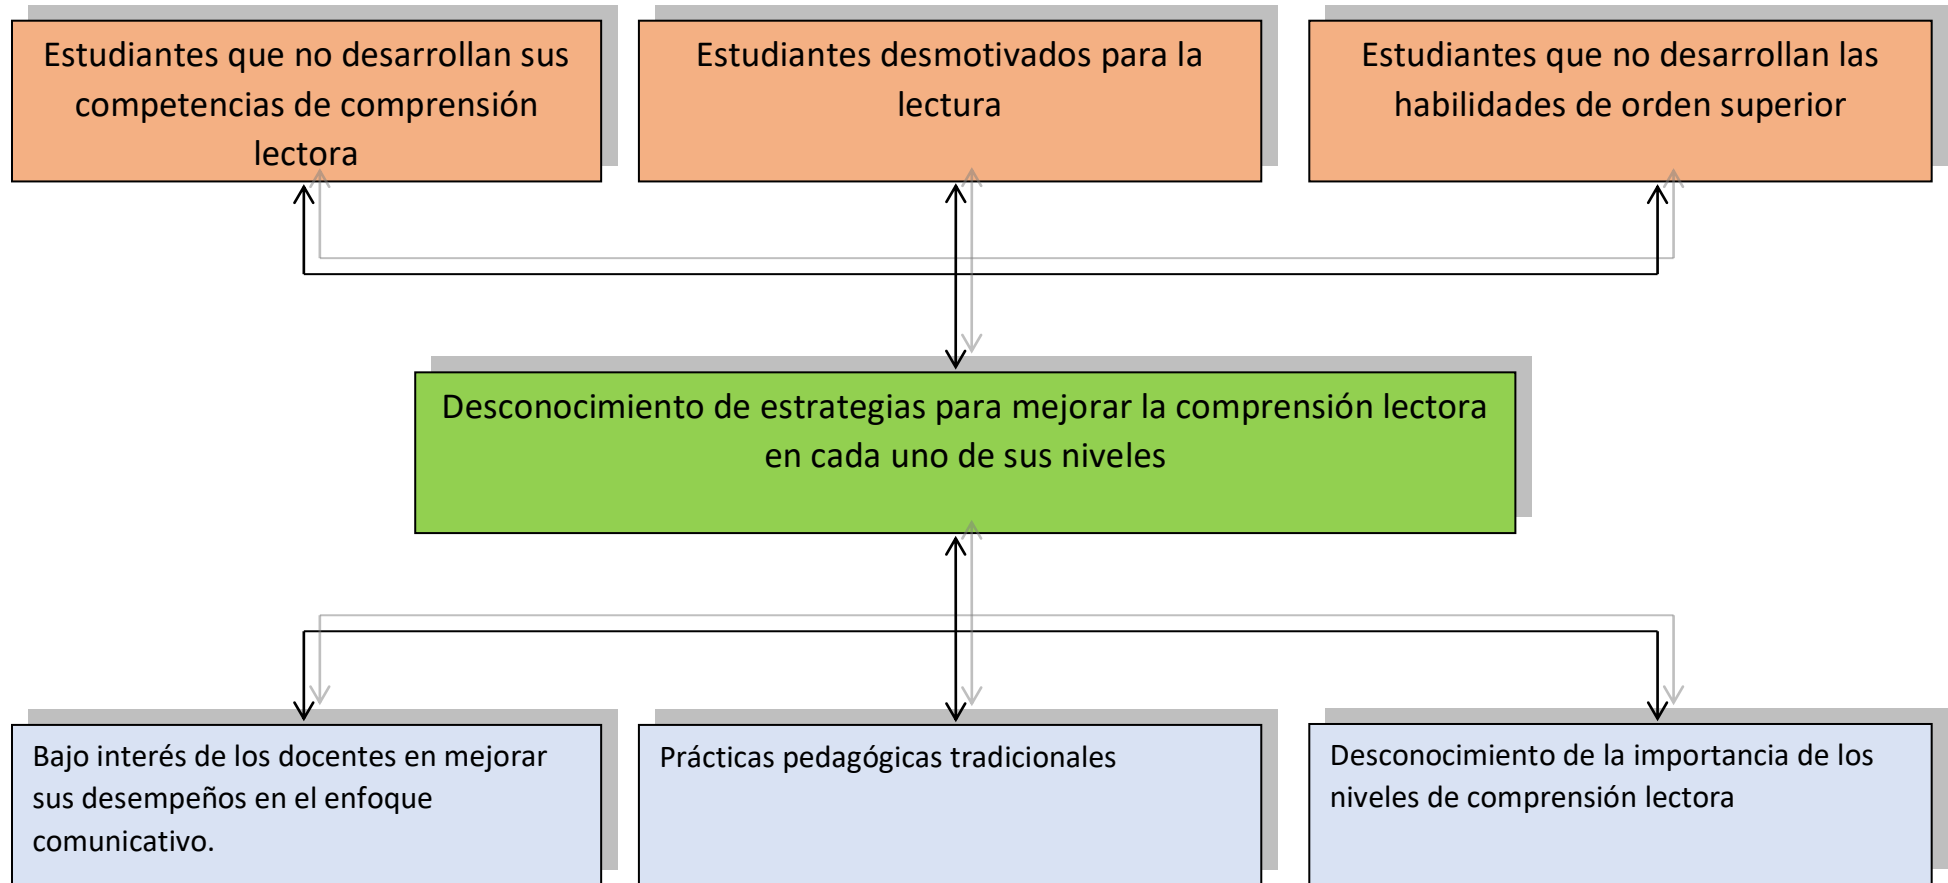 Estudiantes que no desarrollan sus
competencias de comprensión
lectora
Estudiantes desmotivados para la
lectura
Estudiantes que no desarrollan las
habilidades de orden superior
Desconocimiento de estrategias para mejorar la comprensión lectora
en cada uno de sus niveles
Bajo interés de los docentes en mejorar
sus desempeños en el enfoque
comunicativo.
Prácticas pedagógicas tradicionales
Desconocimiento de la importancia de los
niveles de comprensión lectora